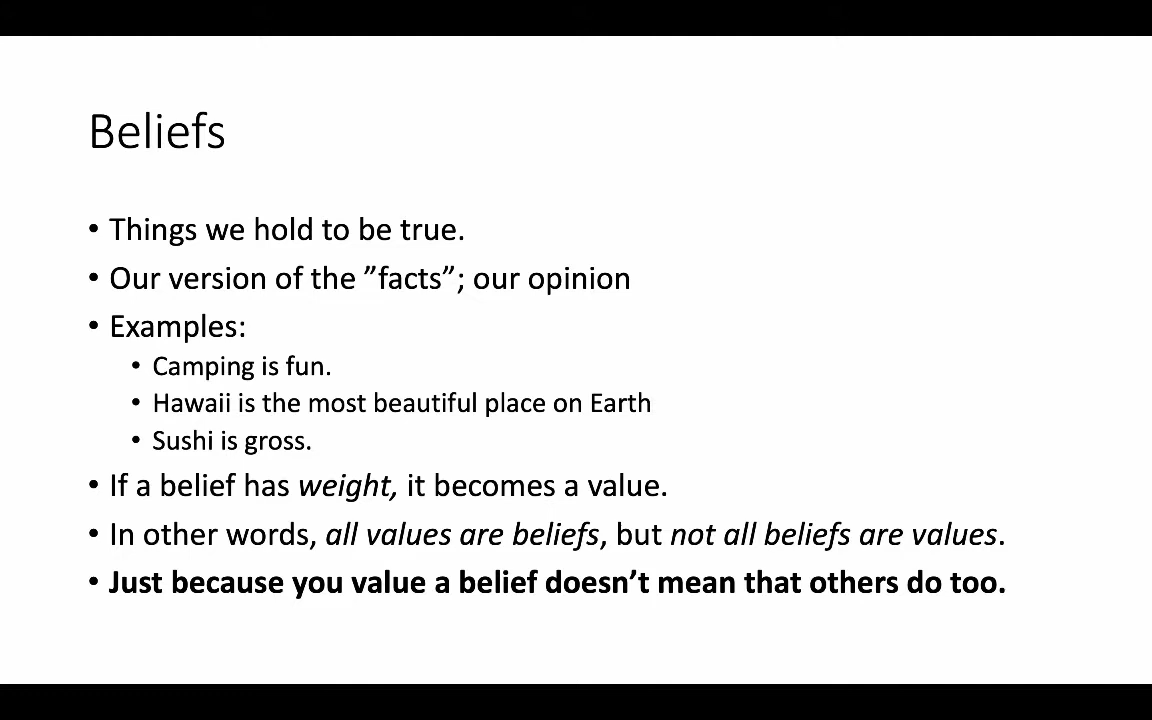 Beliefs
• Things we hold to be true.
• Our version of the ”facts”; our opinion
• Examples:
• Camping is fun.
• Hawaii is the most beautiful place on Earth
• Sushi is gross.
• If a belief has weight, it becomes a value.
• In other words, all values are beliefs, but not all beliefs are values.
• Just because you value a belief doesn’t mean that others do too.